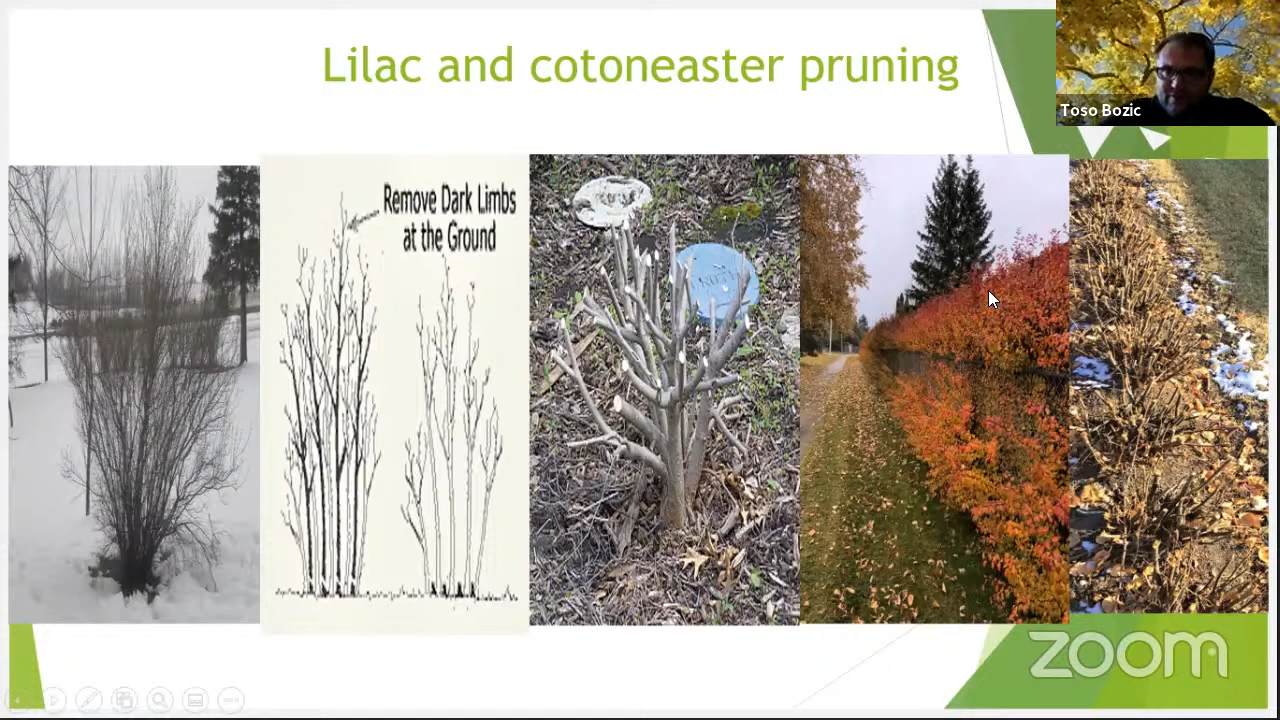 Lilac and cotoneaster pruning
Toso Bozic
Remove Dark Limbs
at the Ground
zoom